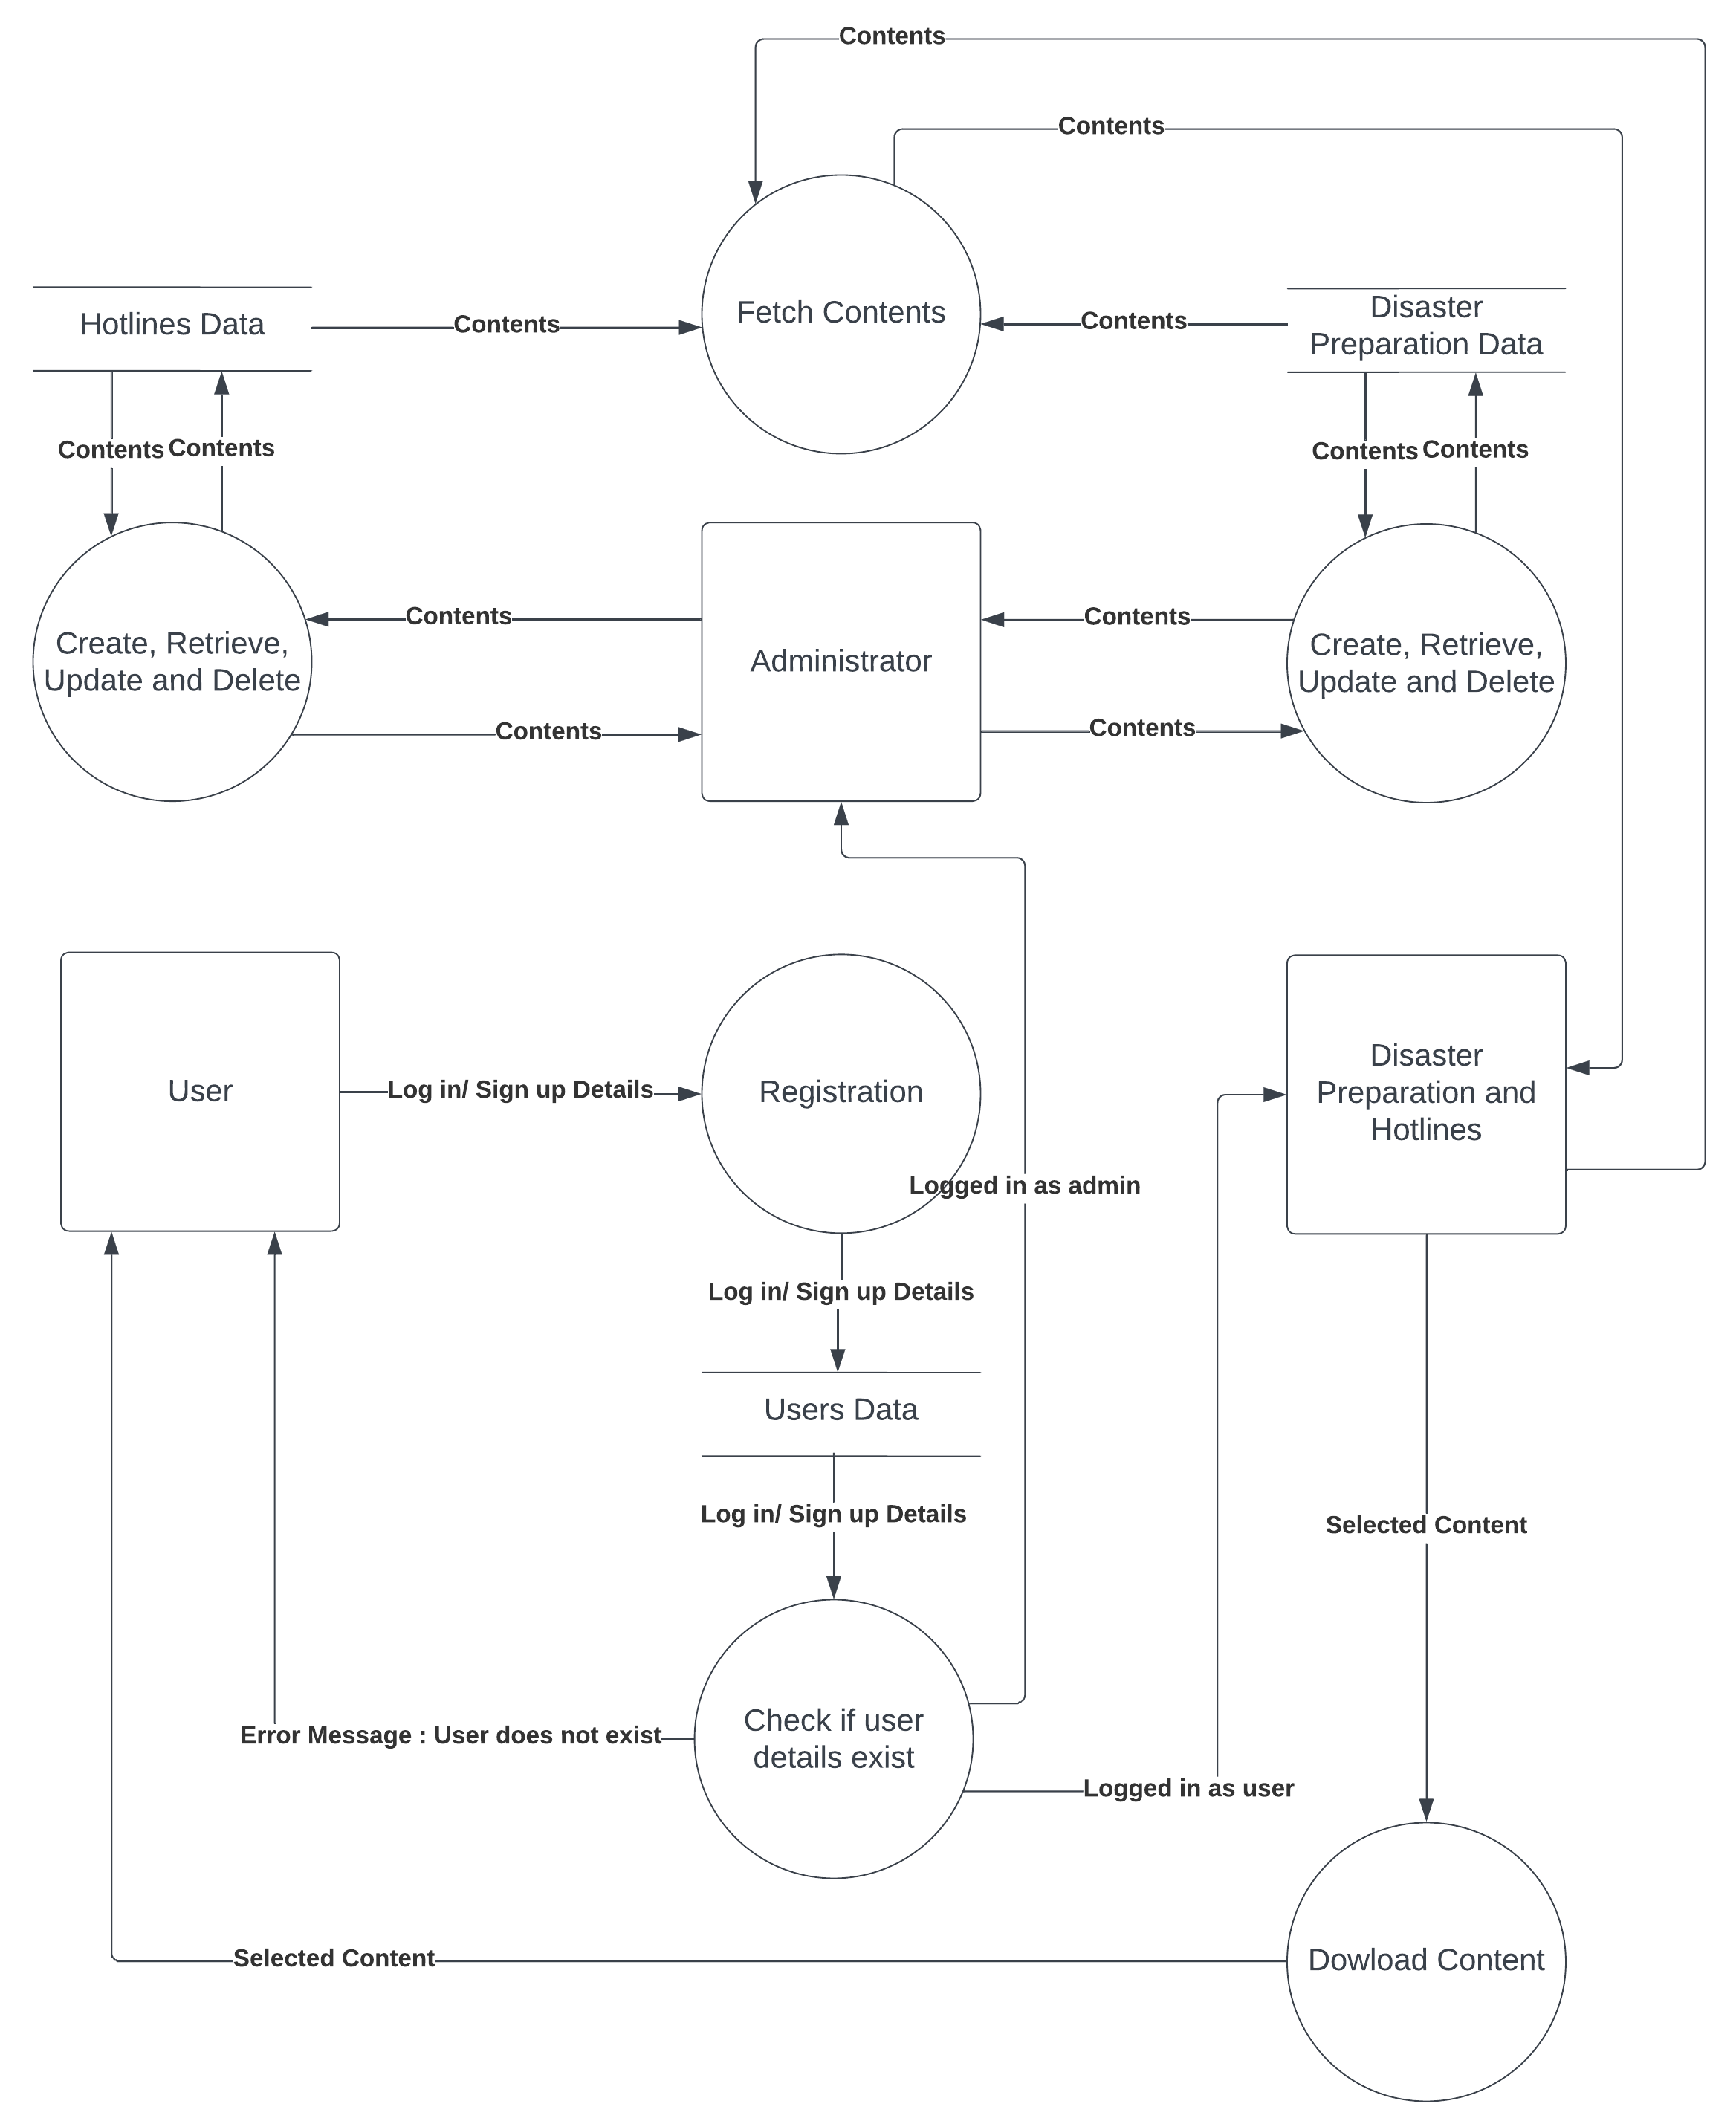 Contents
Contents
Fetch Contents
Hotlines Data
Contents
Contents
Disaster
Preparation Data
Contents
Contents
Contents
Contents
Create, Retrieve,
Update and Delete
Contents
Contents
Administrator
Contents
Contents
Create, Retrieve,
Update and Delete
User
Log in/ Sign up Details
Registration
Logged in as admin
Disaster
Preparation and
Hotlines
Log in/ Sign up Details
Users Data
Log in/ Sign up Details
Selected Content
Check if user
details exist
Error Message : User does not exist
Logged in as user
Selected Content
Dowload Content